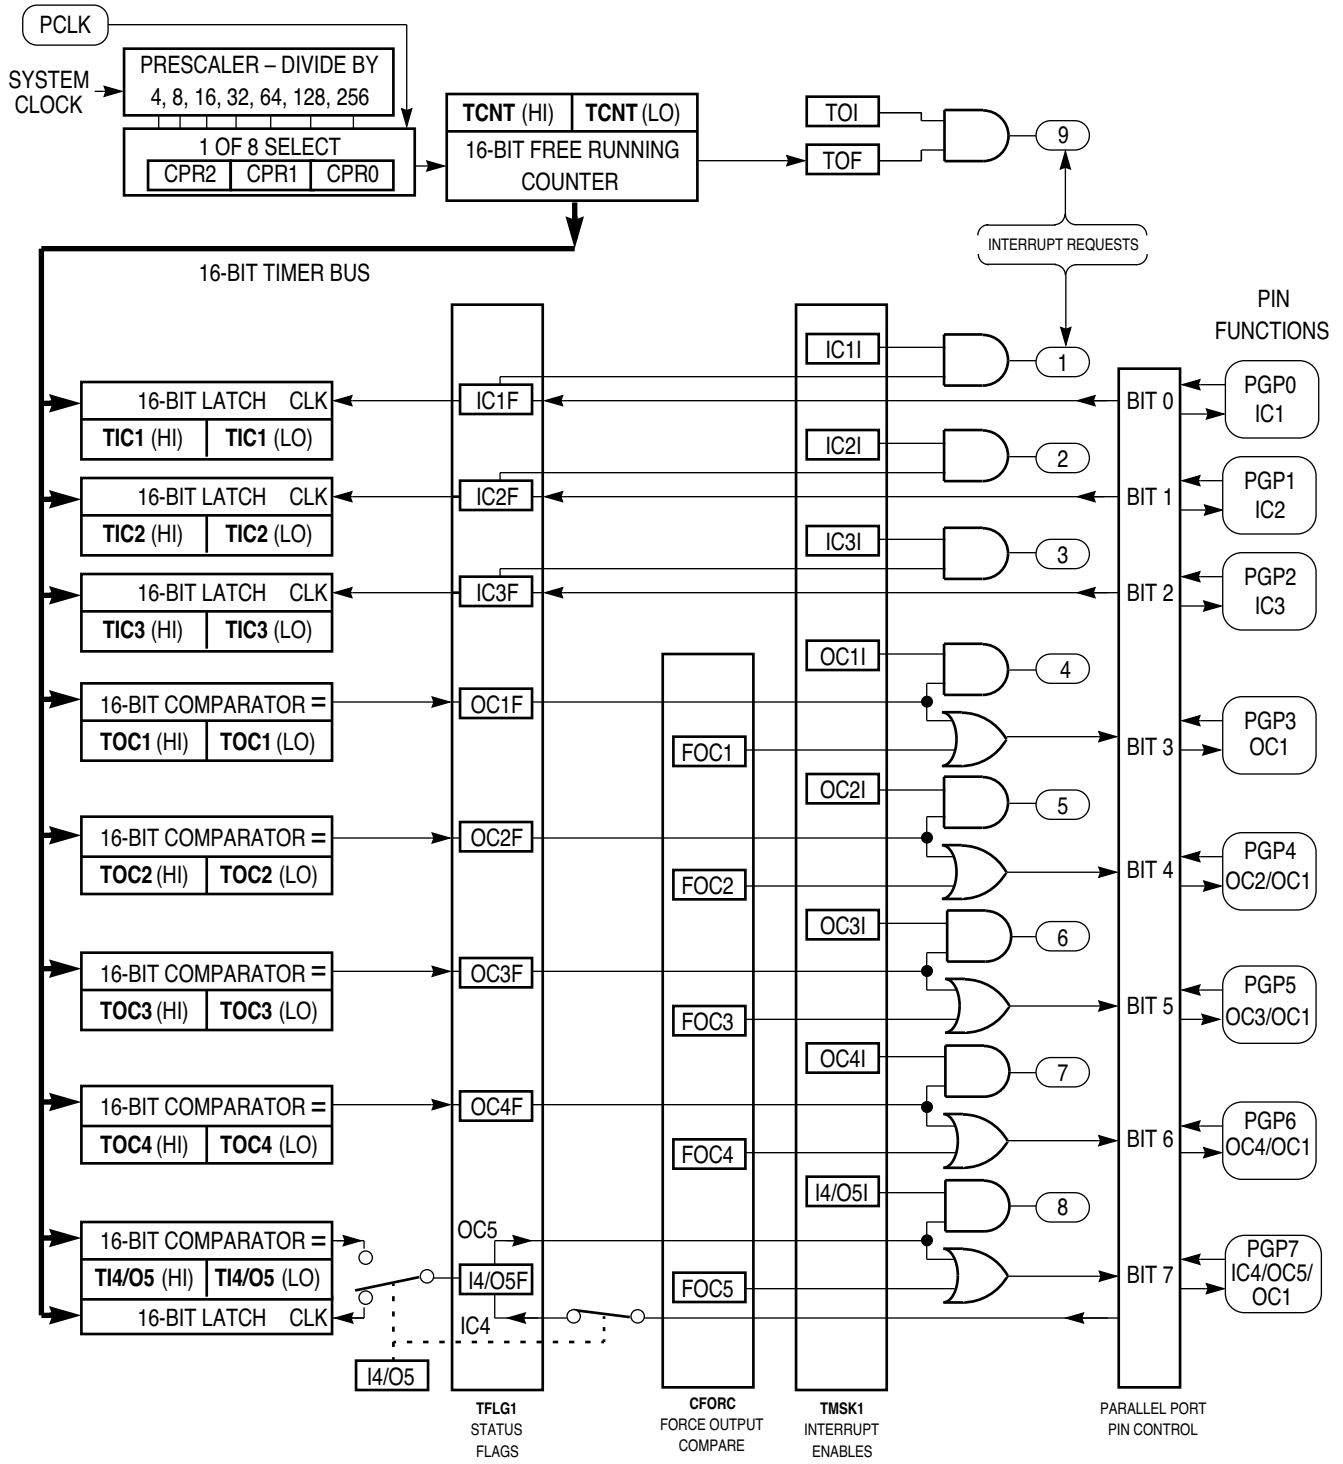 PCLK
SYSTEM
CLOCK
PRESCALER – DIVIDE BY
4, 8, 16, 32, 64, 128, 256
1 OF 8 SELECT
CPR2 CPR1 CPR0
TCNT (HI) TCNT (LO)
16-BIT FREE RUNNING
COUNTER
TOI
TOF
9
INTERRUPT REQUESTS
16-BIT TIMER BUS
PIN
FUNCTIONS
IC1I
1
16-BIT LATCH CLK
TIC1 (HI) TIC1 (LO)
IC1F
BIT 0
PGP0
IC1
IC2I
2
16-BIT LATCH CLK
TIC2 (HI) TIC2 (LO)
IC2F
BIT 1
PGP1
IC2
IC3I
3
16-BIT LATCH CLK
TIC3 (HI) TIC3 (LO)
IC3F
BIT 2
PGP2
IC3
OC1I
4
16-BIT COMPARATOR =
TOC1 (HI) TOC1 (LO)
OC1F
FOC1
BIT 3
PGP3
OC1
OC2I
5
16-BIT COMPARATOR =
TOC2 (HI) TOC2 (LO)
OC2F
FOC2
BIT 4
PGP4
OC2/OC1
OC3I
6
16-BIT COMPARATOR =
TOC3 (HI) TOC3 (LO)
OC3F
FOC3
BIT 5
PGP5
OC3/OC1
OC4I
7
16-BIT COMPARATOR =
TOC4 (HI) TOC4 (LO)
OC4F
FOC4
BIT 6
PGP6
OC4/OC1
I4/O5I
8
16-BIT COMPARATOR =
TI4/O5 (HI) TI4/O5 (LO)
16-BIT LATCH CLK
OC5
I4/O5F
IC4
FOC5
BIT 7
PGP7
IC4/OC5/
OC1
I4/O5
TFLG1
STATUS
FLAGS
CFORC
FORCE OUTPUT
COMPARE
TMSK1
INTERRUPT
ENABLES
PARALLEL PORT
PIN CONTROL